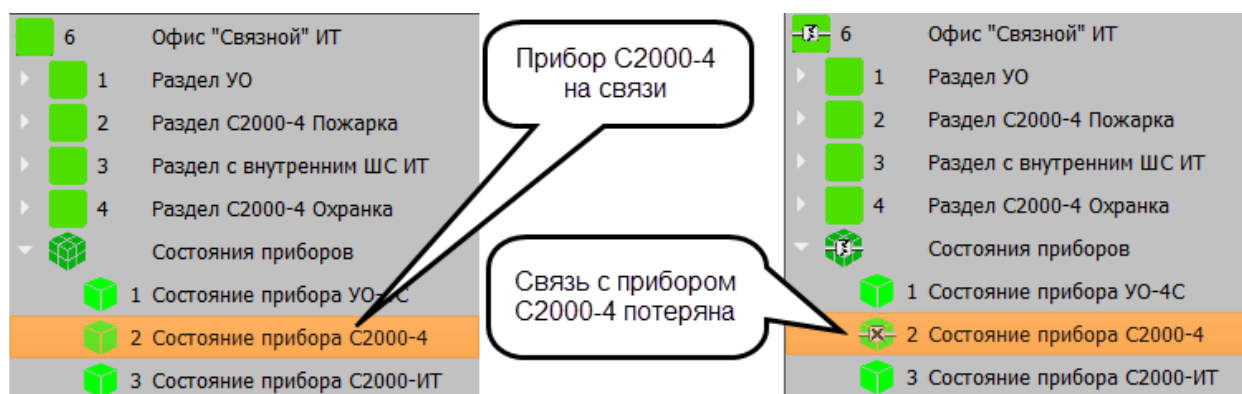 6 Офис "Связной" ИТ
1 Раздел УО
2 Раздел С2000-4 Пожарка
3 Раздел с внутренним ШС ИТ
4 Раздел С2000-4 Охранка
Состояния приборов
1 Состояние прибора УО-4С
2 Состояние прибора С2000-4
3 Состояние прибора С2000-ИТ
Прибор С2000-4
на связи
Связь с прибором
С2000-4 потеряна
6 Офис "Связной" ИТ
1 Раздел УО
2 Раздел С2000-4 Пожарка
3 Раздел с внутренним ШС ИТ
4 Раздел С2000-4 Охранка
Состояния приборов
1 Состояние прибора УО-4С
2 Состояние прибора С2000-4
3 Состояние прибора С2000-ИТ